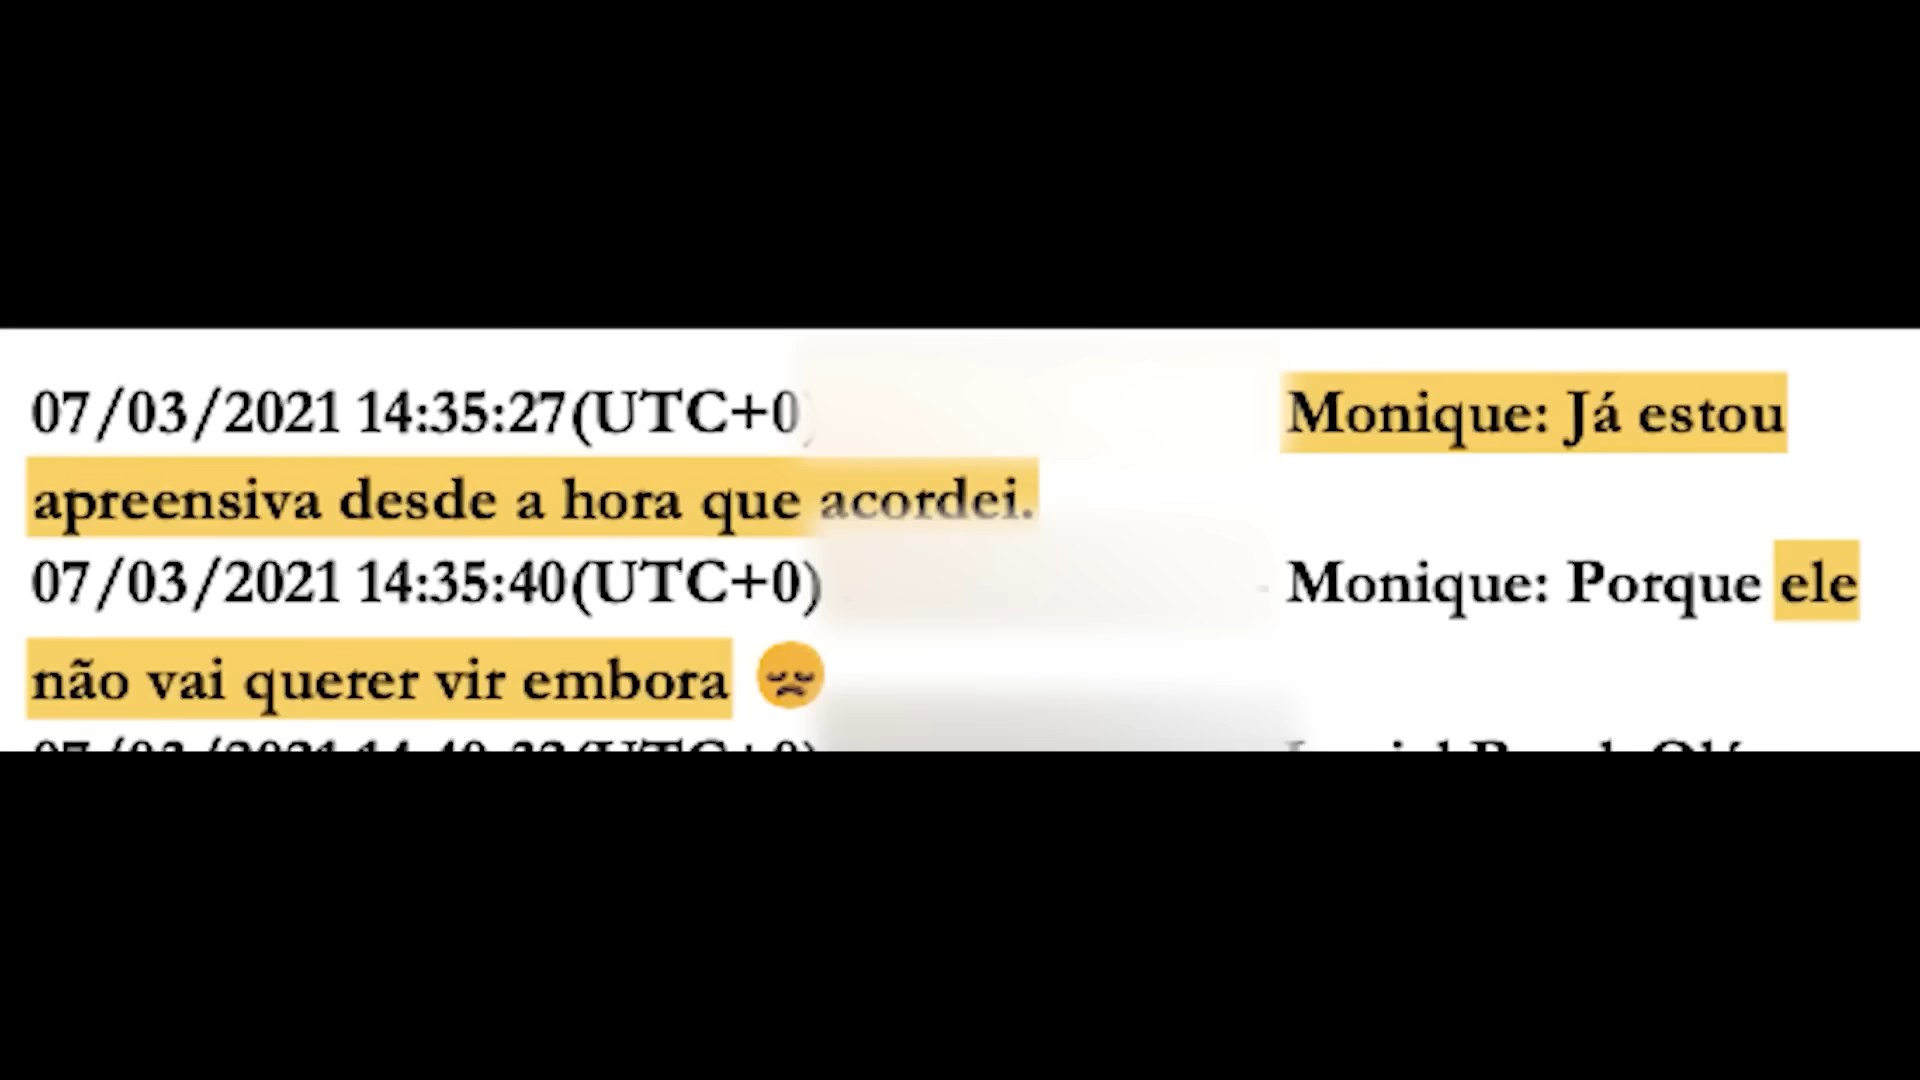 07/03/2021 14:35:27(UTC+0) Monique: Já estou
apreensiva desde a hora que acordei.
07/03/2021 14:35:40(UTC+0) Monique: Porque ele
não vai querer vir embora 😞